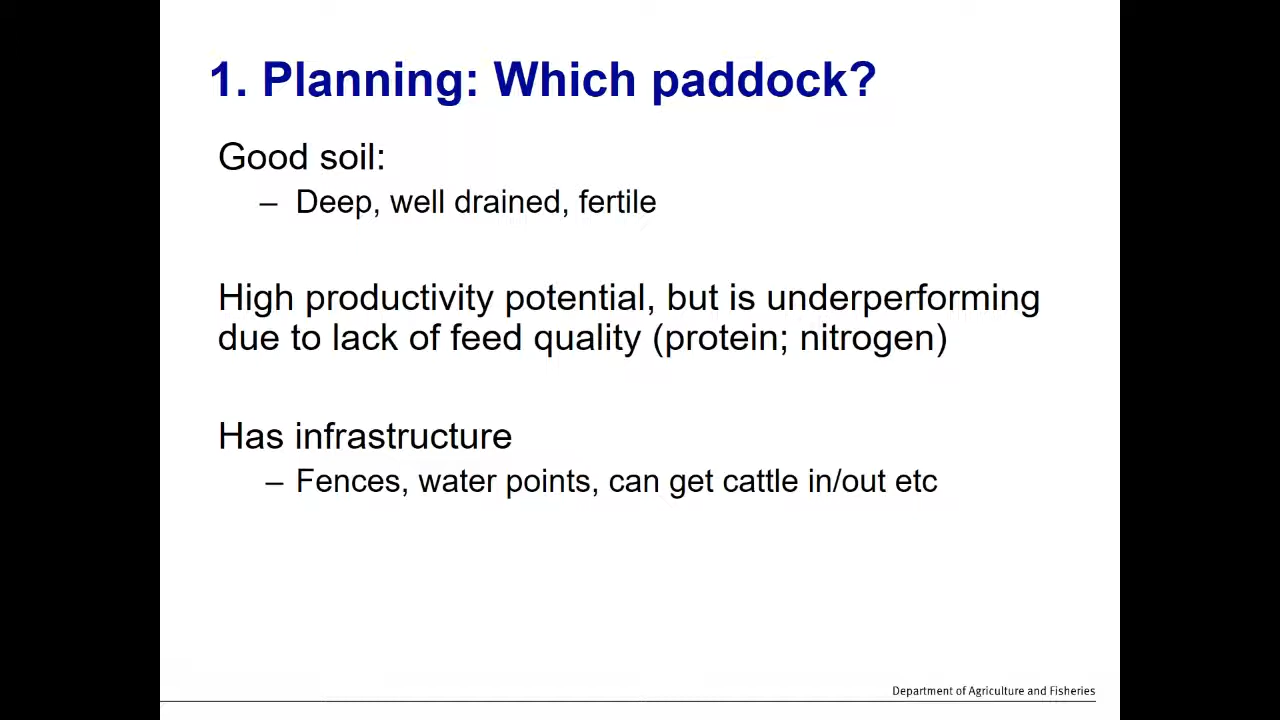 1. Planning: Which paddock?
Good soil:
– Deep, well drained, fertile
High productivity potential, but is underperforming
due to lack of feed quality (protein; nitrogen)
Has infrastructure
– Fences, water points, can get cattle in/out etc
Department of Agriculture and Fisheries